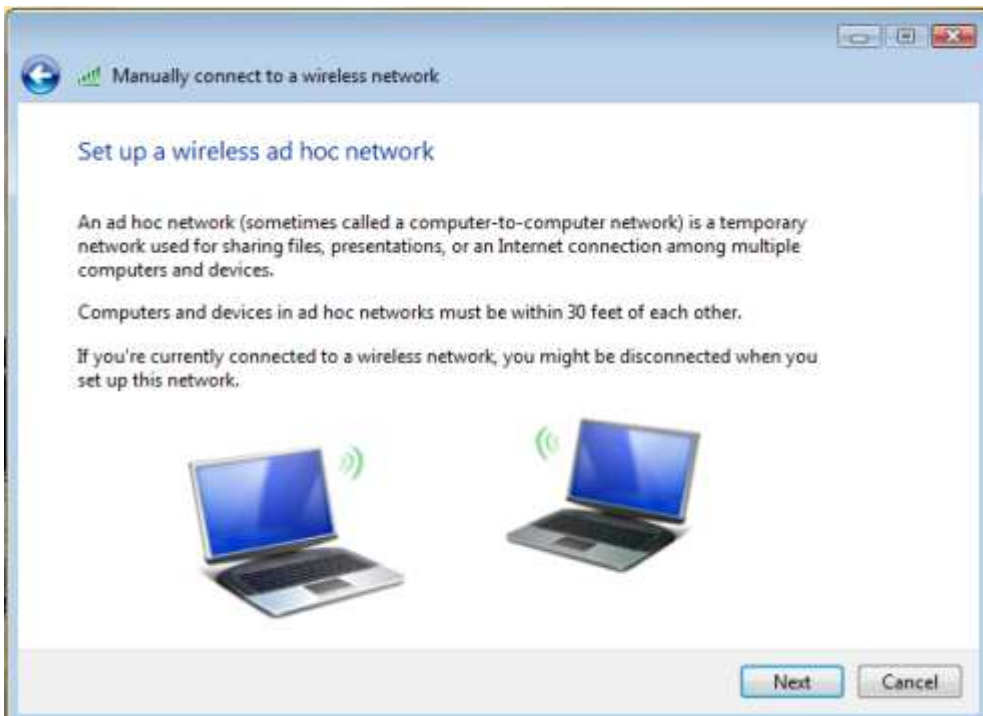 Manually connect to a wireless network
Set up a wireless ad hoc network
An ad hoc network (sometimes called a computer-to-computer network) is a temporary
network used for sharing files, presentations, or an Internet connection among multiple
computers and devices.
Computers and devices in ad hoc networks must be within 30 feet of each other.
If you're currently connected to a wireless network, you might be disconnected when you
set up this network.
Next
Cancel